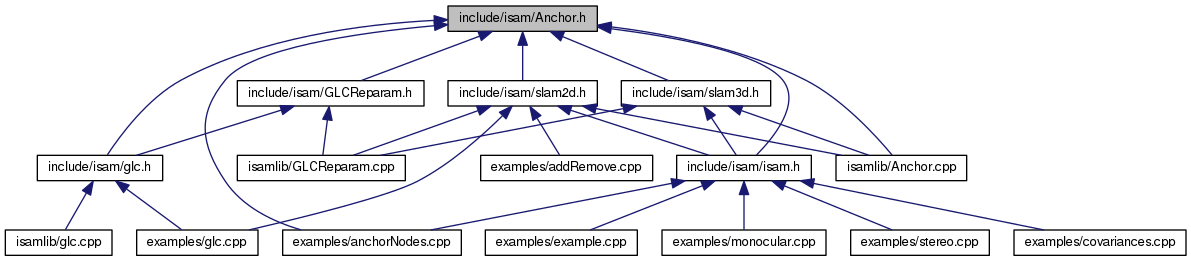 include/isam/Anchor.h
include/isam/GLCReparam.h
include/isam/slam2d.h
include/isam/slam3d.h
include/isam/glc.h
isamlib/GLCReparam.cpp
examples/addRemove.cpp
include/isam/isam.h
isamlib/Anchor.cpp
isamlib/glc.cpp
examples/glc.cpp
examples/anchorNodes.cpp
examples/example.cpp
examples/monocular.cpp
examples/stereo.cpp
examples/covariances.cpp